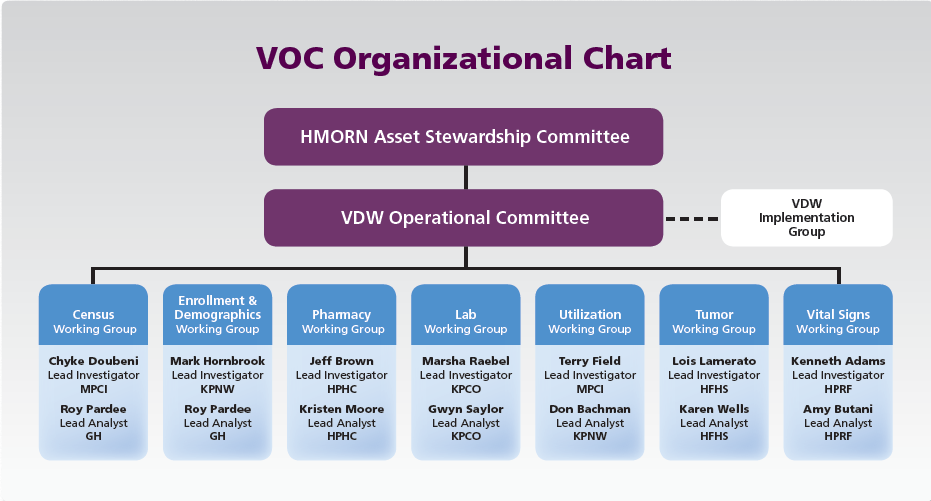 VOC Organizational Chart
HMORN Asset Stewardship Committee
VDW Operational Committee
VDW
Implementation
Group
Census
Working Group
Chyke Doubeni
Lead Investigator
MPCI
Roy Pardee
Lead Analyst
GH
Enrollment &
Demographics
Working Group
Mark Hornbrook
Lead Investigator
KPNW
Roy Pardee
Lead Analyst
GH
Pharmacy
Working Group
Jeff Brown
Lead Investigator
HPHC
Kristen Moore
Lead Analyst
HPHC
Lab
Working Group
Marsha Raebel
Lead Investigator
KPCO
Gwyn Saylor
Lead Analyst
KPCO
Utilization
Working Group
Terry Field
Lead Investigator
MPCI
Don Bachman
Lead Analyst
KPNW
Tumor
Working Group
Lois Lamerato
Lead Investigator
HFHS
Karen Wells
Lead Analyst
HFHS
Vital Signs
Working Group
Kenneth Adams
Lead Investigator
HPRF
Amy Butani
Lead Analyst
HPRF